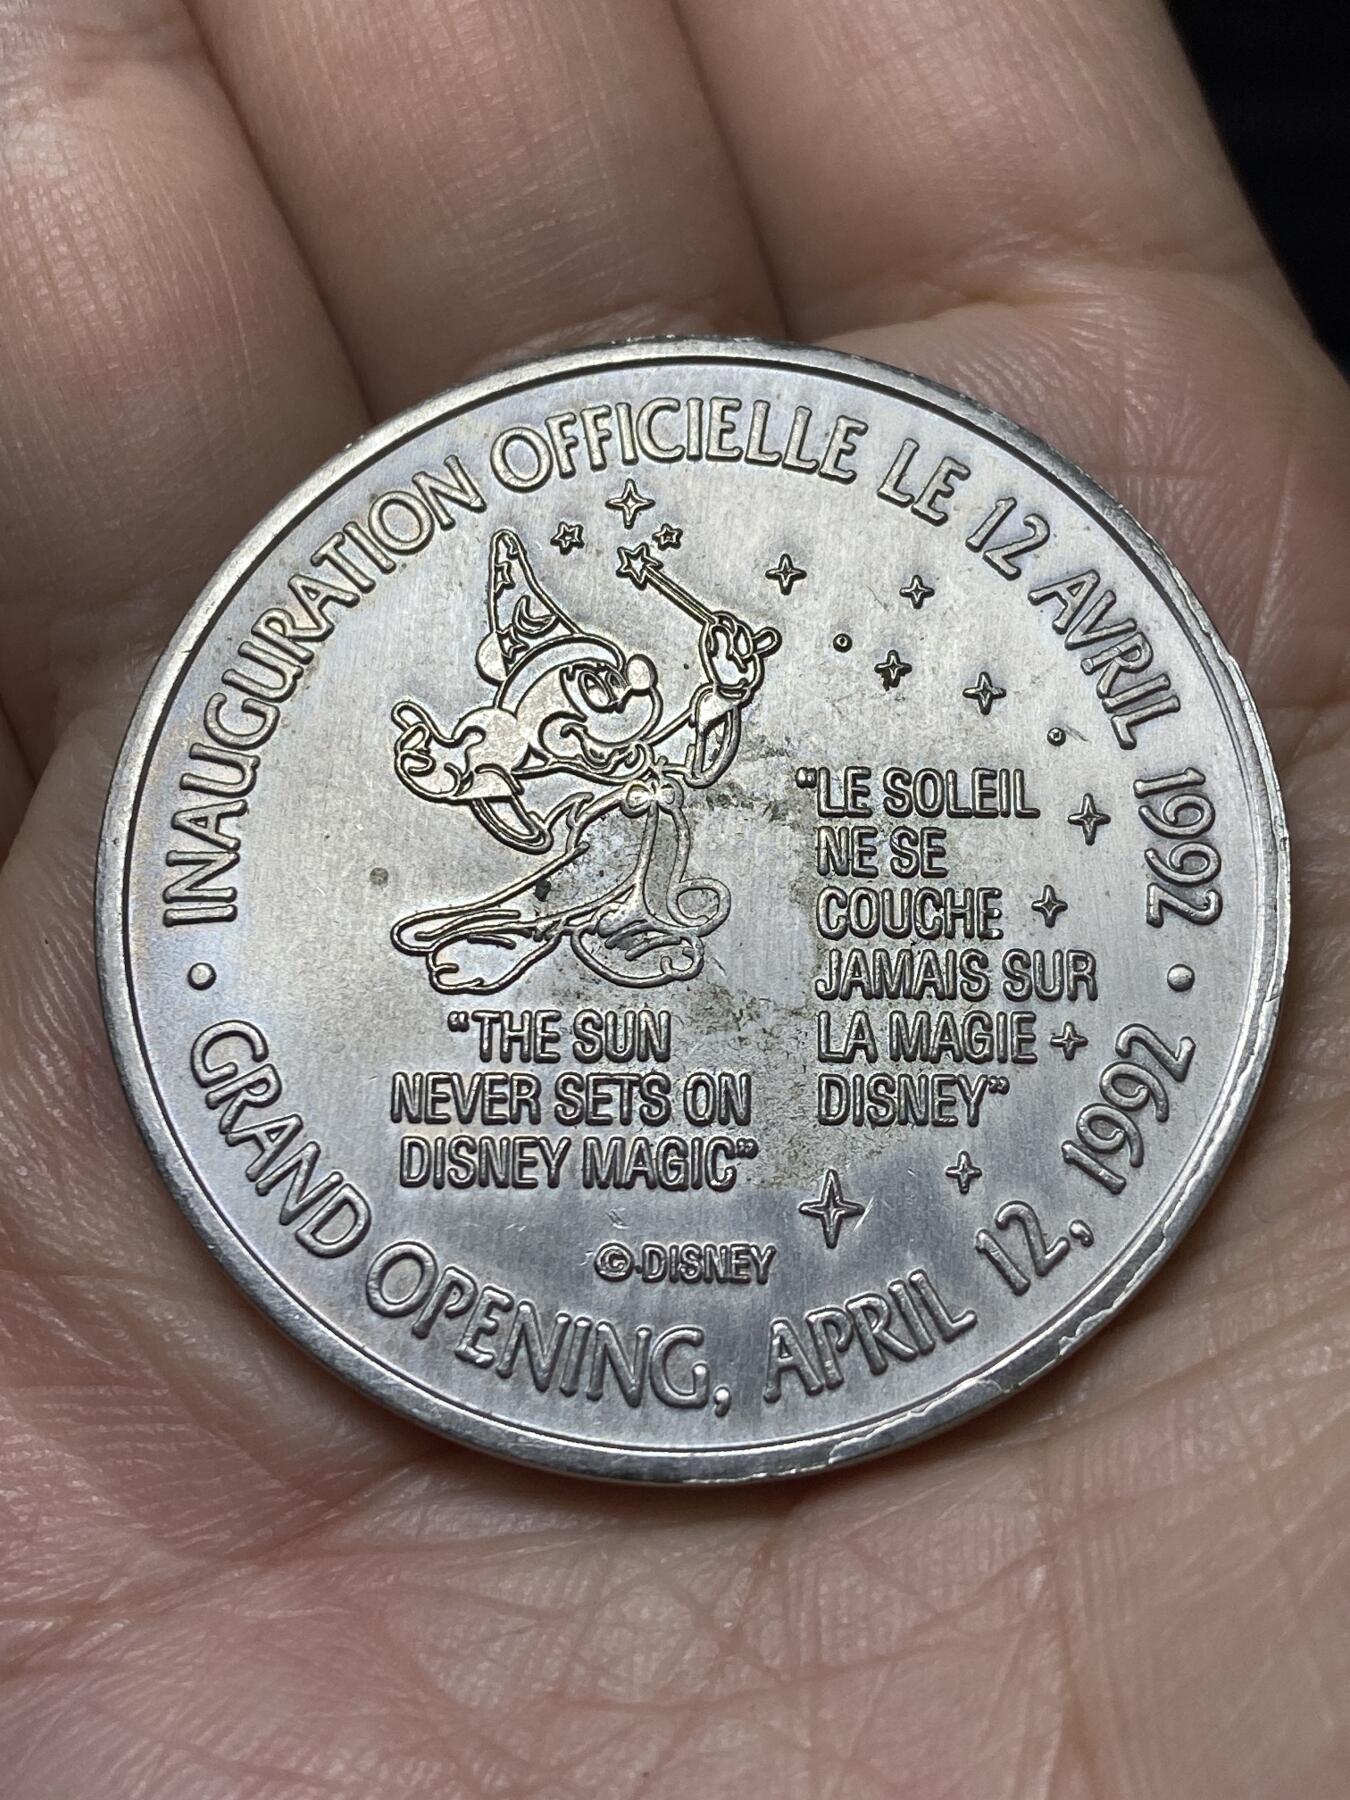 INAUGURATION OFFICIELLE LE 12 AVRIL 1992
"LE SOLEIL
NE SE
COUCHE
JAMAIS SUR
LA MAGIE
DISNEY"
"THE SUN
NEVER SETS ON
DISNEY MAGIC"
© DISNEY
GRAND OPENING, APRIL 12, 1992